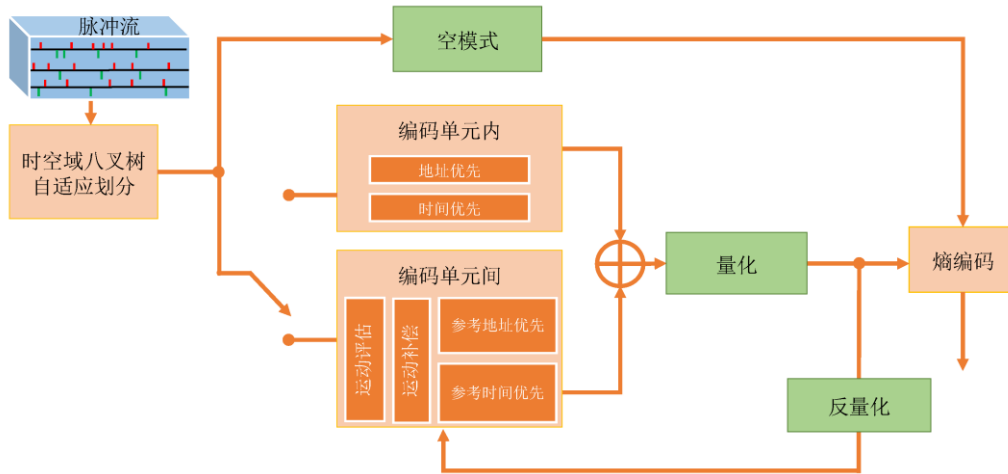 脉冲流
空模式
时空域八叉树
自适应划分
编码单元内
地址优先
时间优先
编码单元间
运动评估
运动补偿
参考地址优先
参考时间优先
量化
熵编码
反量化